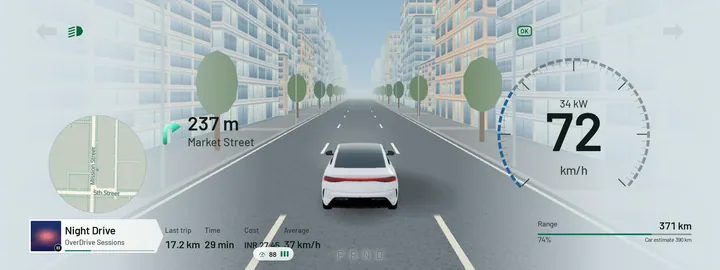 OK
34 kW
72
km/h
237 m
Market Street
Mission Street
5th Street
Night Drive
OverDrive Sessions
Last trip
17.2 km
Time
29 min
Cost
INR 27.45
Average
37 km/h
88
P R N D
Range
371 km
74%
Car estimate 390 km